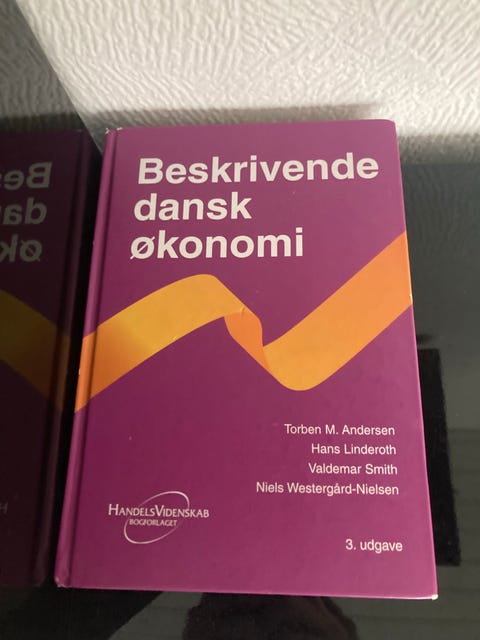 Beskrivende
dansk
økonomi
Torben M. Andersen
Hans Linderoth
Valdemar Smith
Niels Westergård-Nielsen
HANDELSVIDENSKAB
BOGFORLAGET
3. udgave